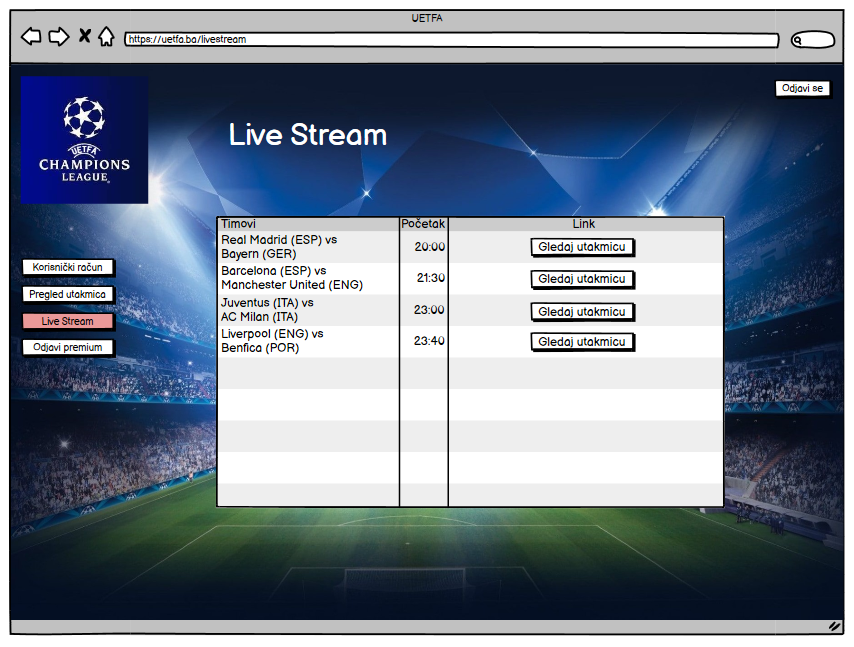 UETFA
https://uetfa.ba/livestream
Odjavi se
UETFA
CHAMPIONS
LEAGUE
Live Stream
Timovi Početak Link
Real Madrid (ESP) vs
Bayern (GER) 20:00 Gledaj utakmicu
Barcelona (ESP) vs
Manchester United (ENG) 21:30 Gledaj utakmicu
Juventus (ITA) vs
AC Milan (ITA) 23:00 Gledaj utakmicu
Liverpool (ENG) vs
Benfica (POR) 23:40 Gledaj utakmicu
Korisnički račun
Pregled utakmica
Live Stream
Odjavi premium